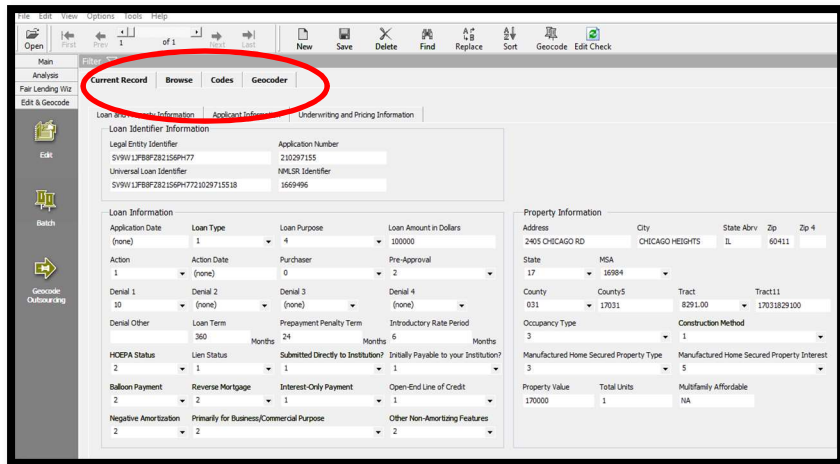 File Edit View Options Tools Help
Open First Prev 1 of 1 Next Last New Save Delete Find Replace Sort Geocode Edit Check
Main
Analysis
Fair Lending Wiz
Edit & Geocode
Edit
Batch
Geocode
Outsourcing
Filter
Current Record Browse Codes Geocoder
Loan and Property Information Applicant Information Underwriting and Pricing Information
Loan Identifier Information
Legal Entity Identifier Application Number
SV9W1JFB8FZ821S6PH77 210297155
Universal Loan Identifier NMLSR Identifier
SV9W1JFB8FZ821S6PH7721029715518 1669496
Loan Information Property Information
Application Date Loan Type Loan Purpose Loan Amount in Dollars Address City State Abrv Zip Zip 4
(none) 1 4 100000 2405 CHICAGO RD CHICAGO HEIGHTS IL 60411
Action Action Date Purchaser Pre-Approval State MSA
1 (none) 0 2 17 16984
Denial 1 Denial 2 Denial 3 Denial 4 County County5 Tract Tract11
10 (none) (none) (none) 031 17031 8291.00 17031829100
Denial Other Loan Term Prepayment Penalty Term Introductory Rate Period Occupancy Type Construction Method
360 Months 24 Months 6 Months 3 1
HOEPA Status Lien Status Submitted Directly to Institution? Initially Payable to your Institution? Manufactured Home Secured Property Type Manufactured Home Secured Property Interest
2 1 1 1 3 5
Balloon Payment Reverse Mortgage Interest-Only Payment Open-End Line of Credit Property Value Total Units Multifamily Affordable
2 2 1 1 170000 1 NA
Negative Amortization Primarily for Business/Commercial Purpose Other Non-Amortizing Features
2 2 2